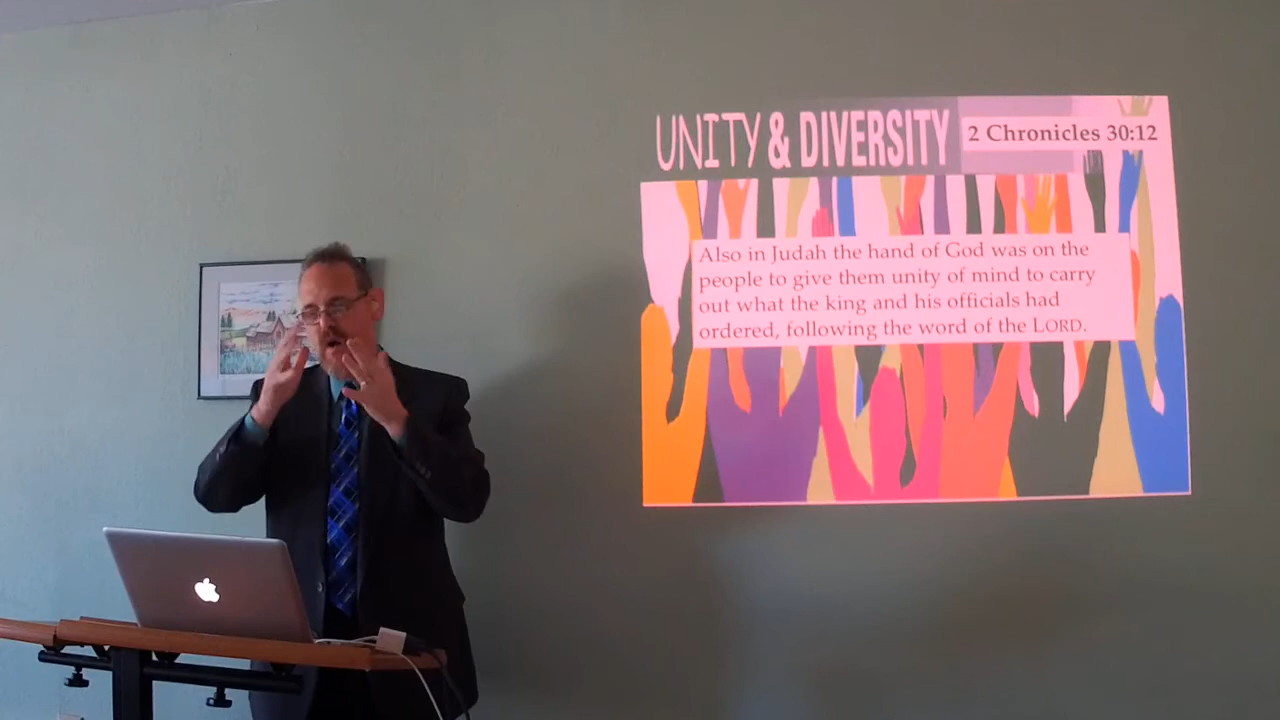 UNITY & DIVERSITY
2 Chronicles 30:12
Also in Judah the hand of God was on the
people to give them unity of mind to carry
out what the king and his officials had
ordered, following the word of the LORD.